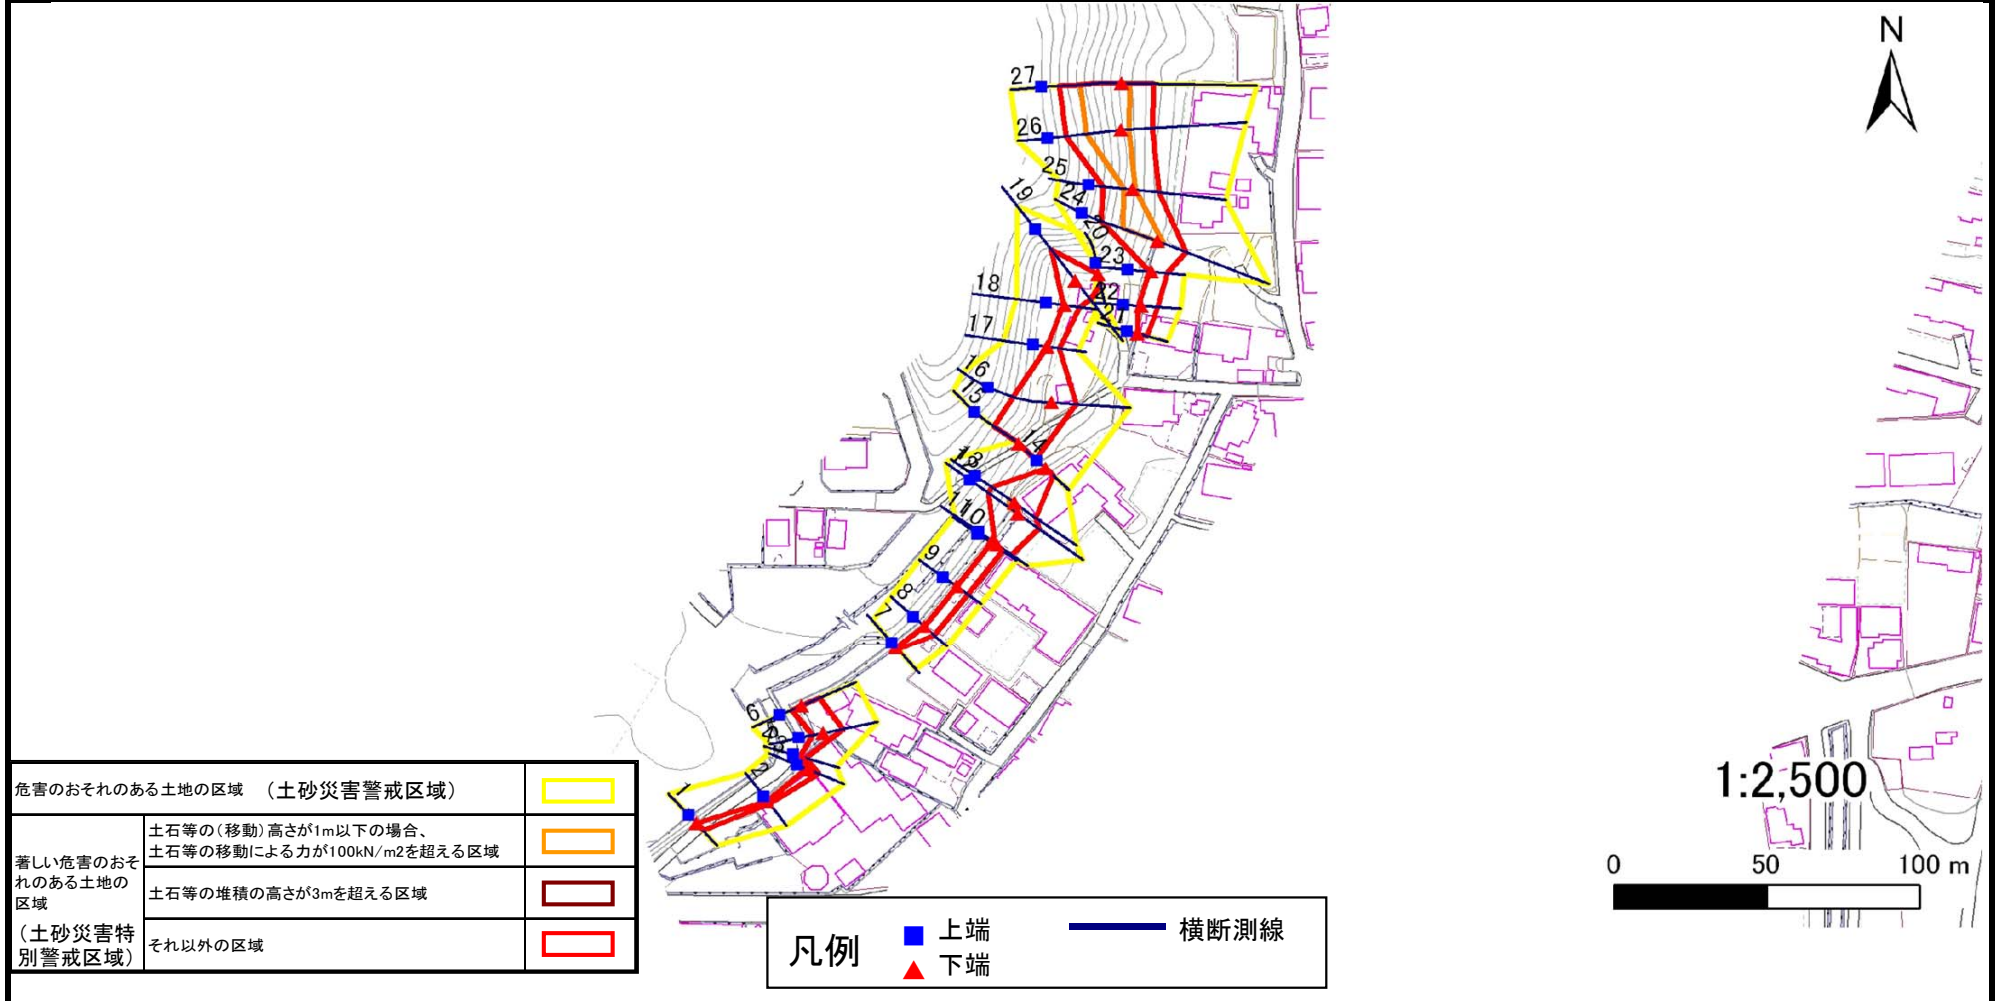 N
27
26
25
24
19
20
23
18
22
21
17
16
15
14
13
12
11
10
9
8
7
6
2
1
1:2,500
0 50 100 m
危害のおそれのある土地の区域 (土砂災害警戒区域)
著しい危害のおそ
れのある土地の
区域
(土砂災害特
別警戒区域)
土石等の(移動)高さが1m以下の場合、
土石等の移動による力が100kN/m2を超える区域
土石等の堆積の高さが3mを超える区域
それ以外の区域
凡例
上端
下端
横断測線